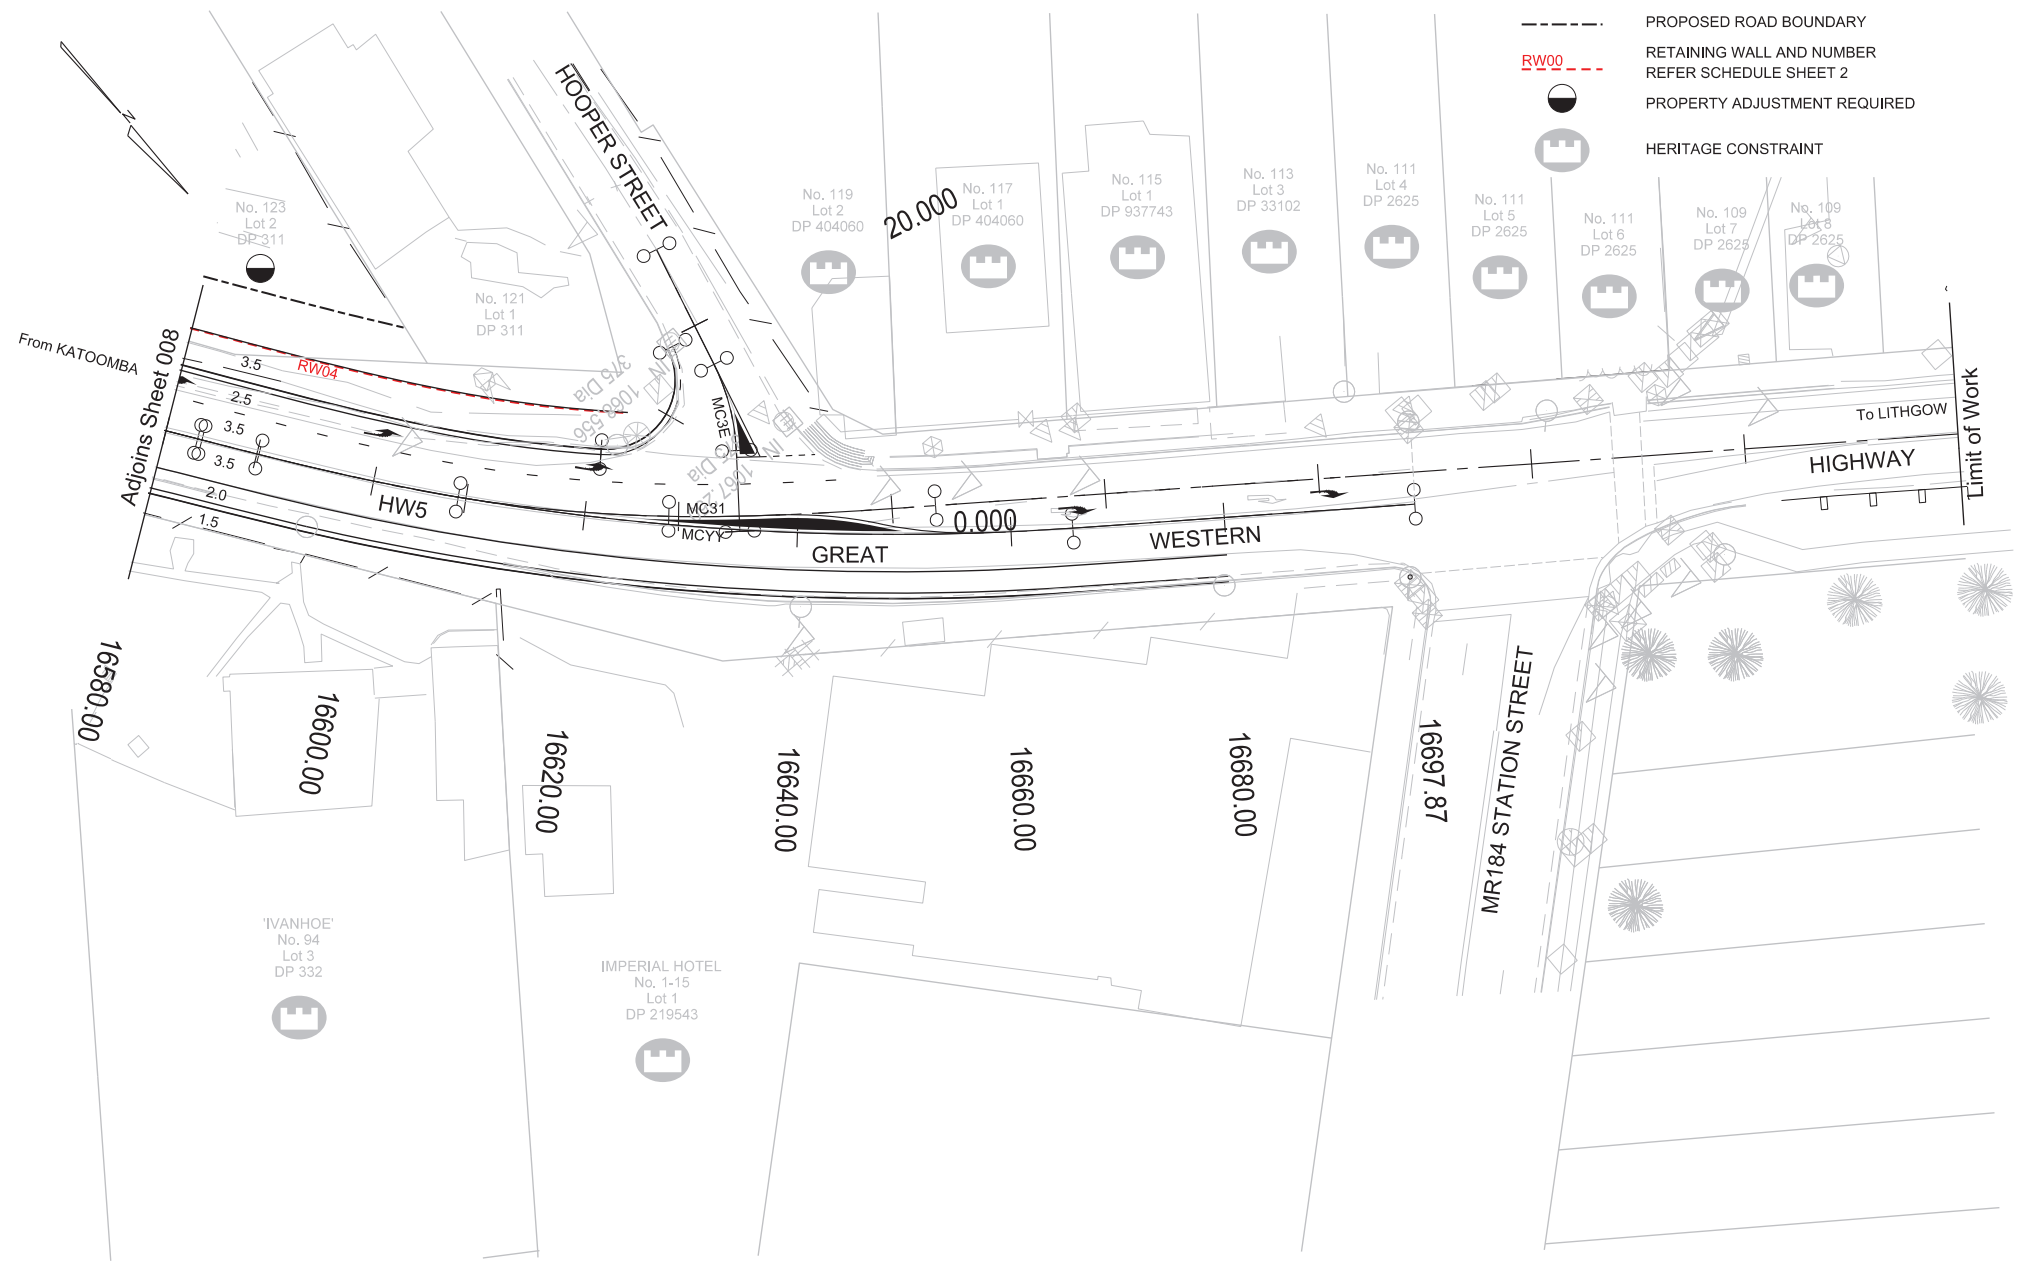 PROPOSED ROAD BOUNDARY
RW00
RETAINING WALL AND NUMBER
REFER SCHEDULE SHEET 2
PROPERTY ADJUSTMENT REQUIRED
HERITAGE CONSTRAINT
N
HOOPER STREET
No. 123
Lot 2
DP 311
No. 121
Lot 1
DP 311
No. 119
Lot 2
DP 404060
20.000
No. 117
Lot 1
DP 404060
No. 115
Lot 1
DP 937743
No. 113
Lot 3
DP 33102
No. 111
Lot 4
DP 2625
No. 111
Lot 5
DP 2625
No. 111
Lot 6
DP 2625
No. 109
Lot 7
DP 2625
No. 109
Lot 8
DP 2625
From KATOOMBA
Adjoins Sheet 008
3.5
RW04
2.5
3.5
3.5
2.0
1.5
HW5
375 Dia
IN 1068.556
MC3E
Dia
MC31
MCYY
0.000
GREAT
WESTERN
HIGHWAY
To LITHGOW
Limit of Work
16580.00
16600.00
16620.00
16640.00
16660.00
16680.00
16697.87
MR184 STATION STREET
'IVANHOE'
No. 94
Lot 3
DP 332
IMPERIAL HOTEL
No. 1-15
Lot 1
DP 219543